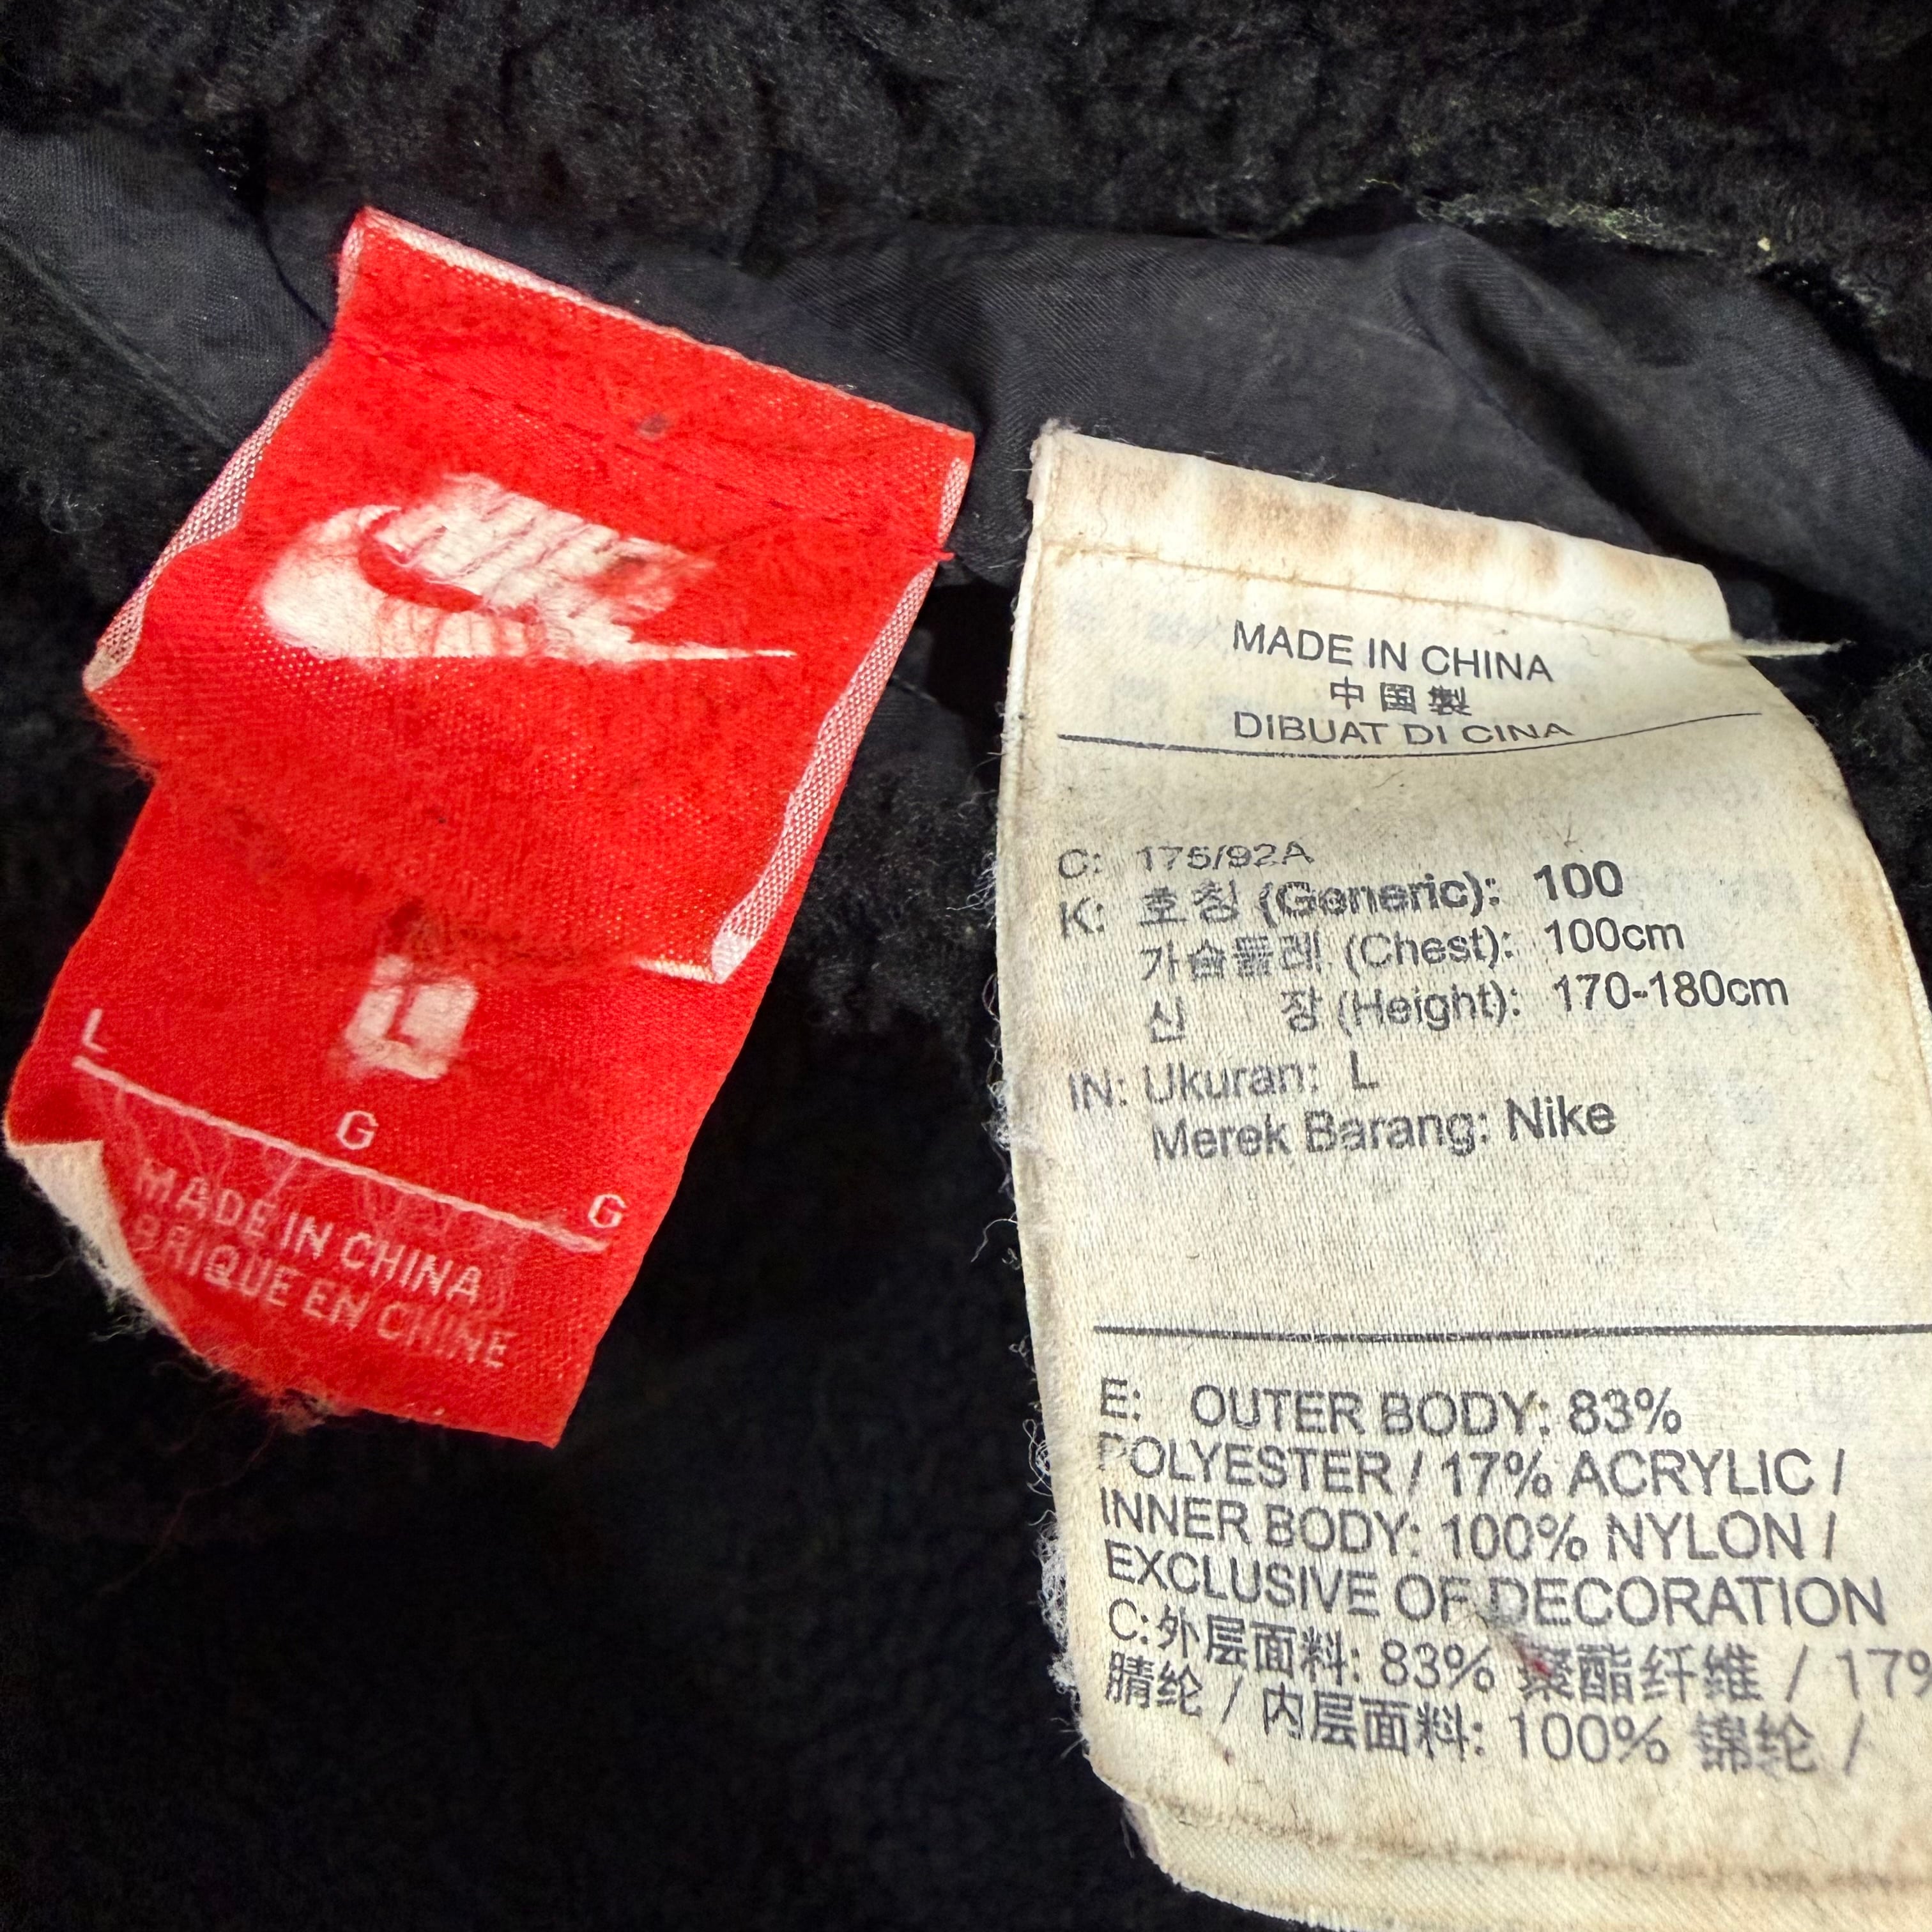 NIKE
L
L
G
G
MADE IN CHINA
BRIQUE EN CHINE
MADE IN CHINA
中国製
DIBUAT DI CINA
C: 175/92A
K: 호칭 (Generic): 100
가슴둘레 (Chest): 100cm
신 장 (Height): 170-180cm
IN: Ukuran: L
Merek Barang: Nike
E: OUTER BODY: 83%
POLYESTER / 17% ACRYLIC /
INNER BODY: 100% NYLON /
EXCLUSIVE OF DECORATION
C:外层面料: 83% 聚酯纤维 / 17%
腈纶 / 内层面料: 100% 锦纶 /